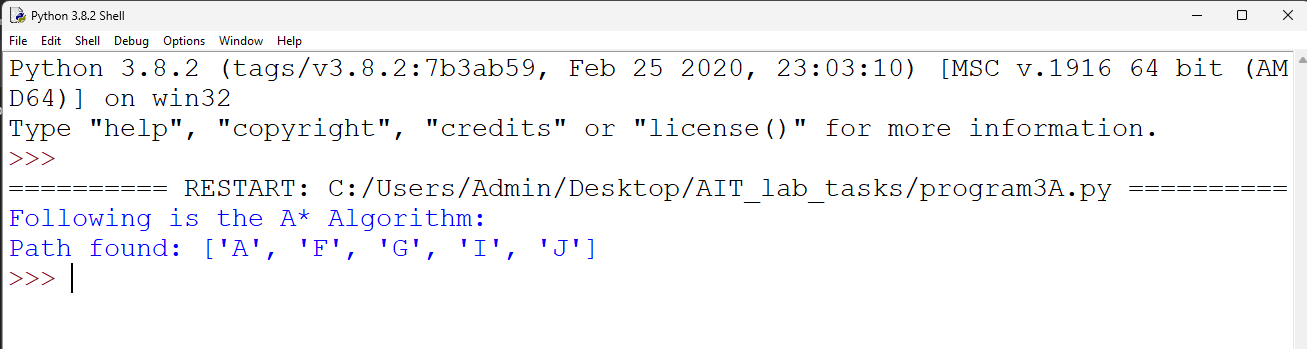 Python 3.8.2 Shell
File Edit Shell Debug Options Window Help
Python 3.8.2 (tags/v3.8.2:7b3ab59, Feb 25 2020, 23:03:10) [MSC v.1916 64 bit (AM
D64)] on win32
Type "help", "copyright", "credits" or "license()" for more information.
>>>
========== RESTART: C:/Users/Admin/Desktop/AIT_lab_tasks/program3A.py ==========
Following is the A* Algorithm:
Path found: ['A', 'F', 'G', 'I', 'J']
>>>